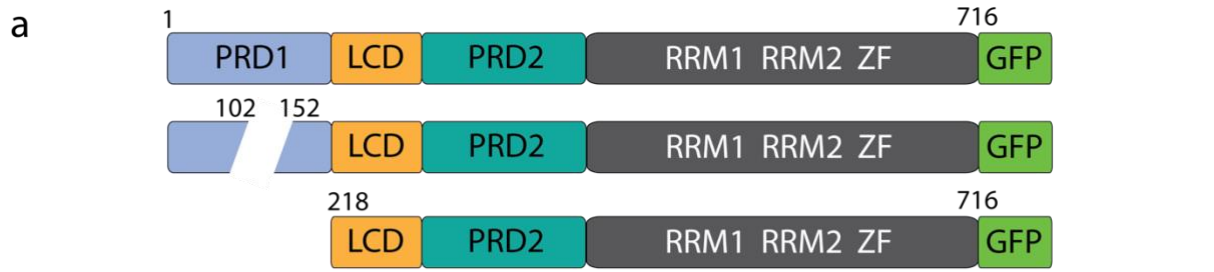 a
1 716
PRD1 LCD PRD2 RRM1 RRM2 ZF GFP
102 152
LCD PRD2 RRM1 RRM2 ZF GFP
218 716
LCD PRD2 RRM1 RRM2 ZF GFP